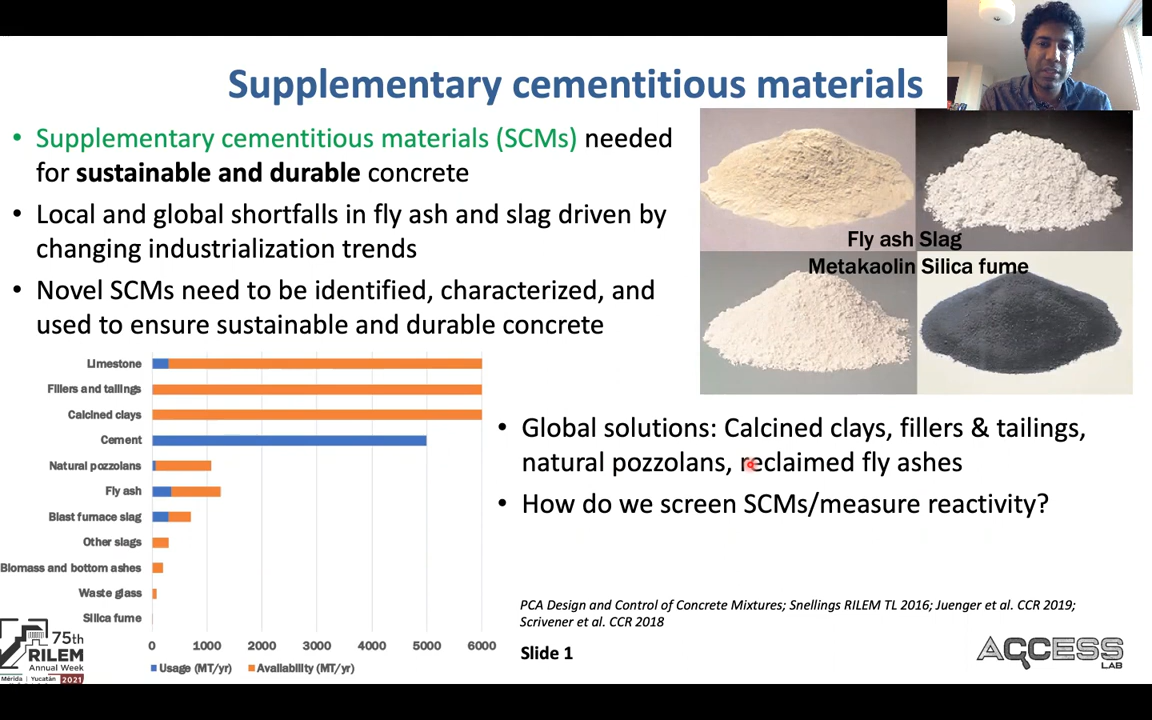 Supplementary cementitious materials
• Supplementary cementitious materials (SCMs) needed
for sustainable and durable concrete
• Local and global shortfalls in fly ash and slag driven by
changing industrialization trends
• Novel SCMs need to be identified, characterized, and
used to ensure sustainable and durable concrete
Fly ash Slag
Metakaolin Silica fume
Limestone
Fillers and tailings
Calcined clays
Cement
Natural pozzolans
Fly ash
Blast furnace slag
Other slags
Biomass and bottom ashes
Waste glass
Silica fume
0 1000 2000 3000 4000 5000 6000
Usage (MT/yr) Availability (MT/yr)
• Global solutions: Calcined clays, fillers & tailings,
natural pozzolans, reclaimed fly ashes
• How do we screen SCMs/measure reactivity?
PCA Design and Control of Concrete Mixtures; Snellings RILEM TL 2016; Juenger et al. CCR 2019;
Scrivener et al. CCR 2018
Slide 1
75th
RILEM
Annual Week
Mérida | Yucatán 2021
ACCESS
LAB